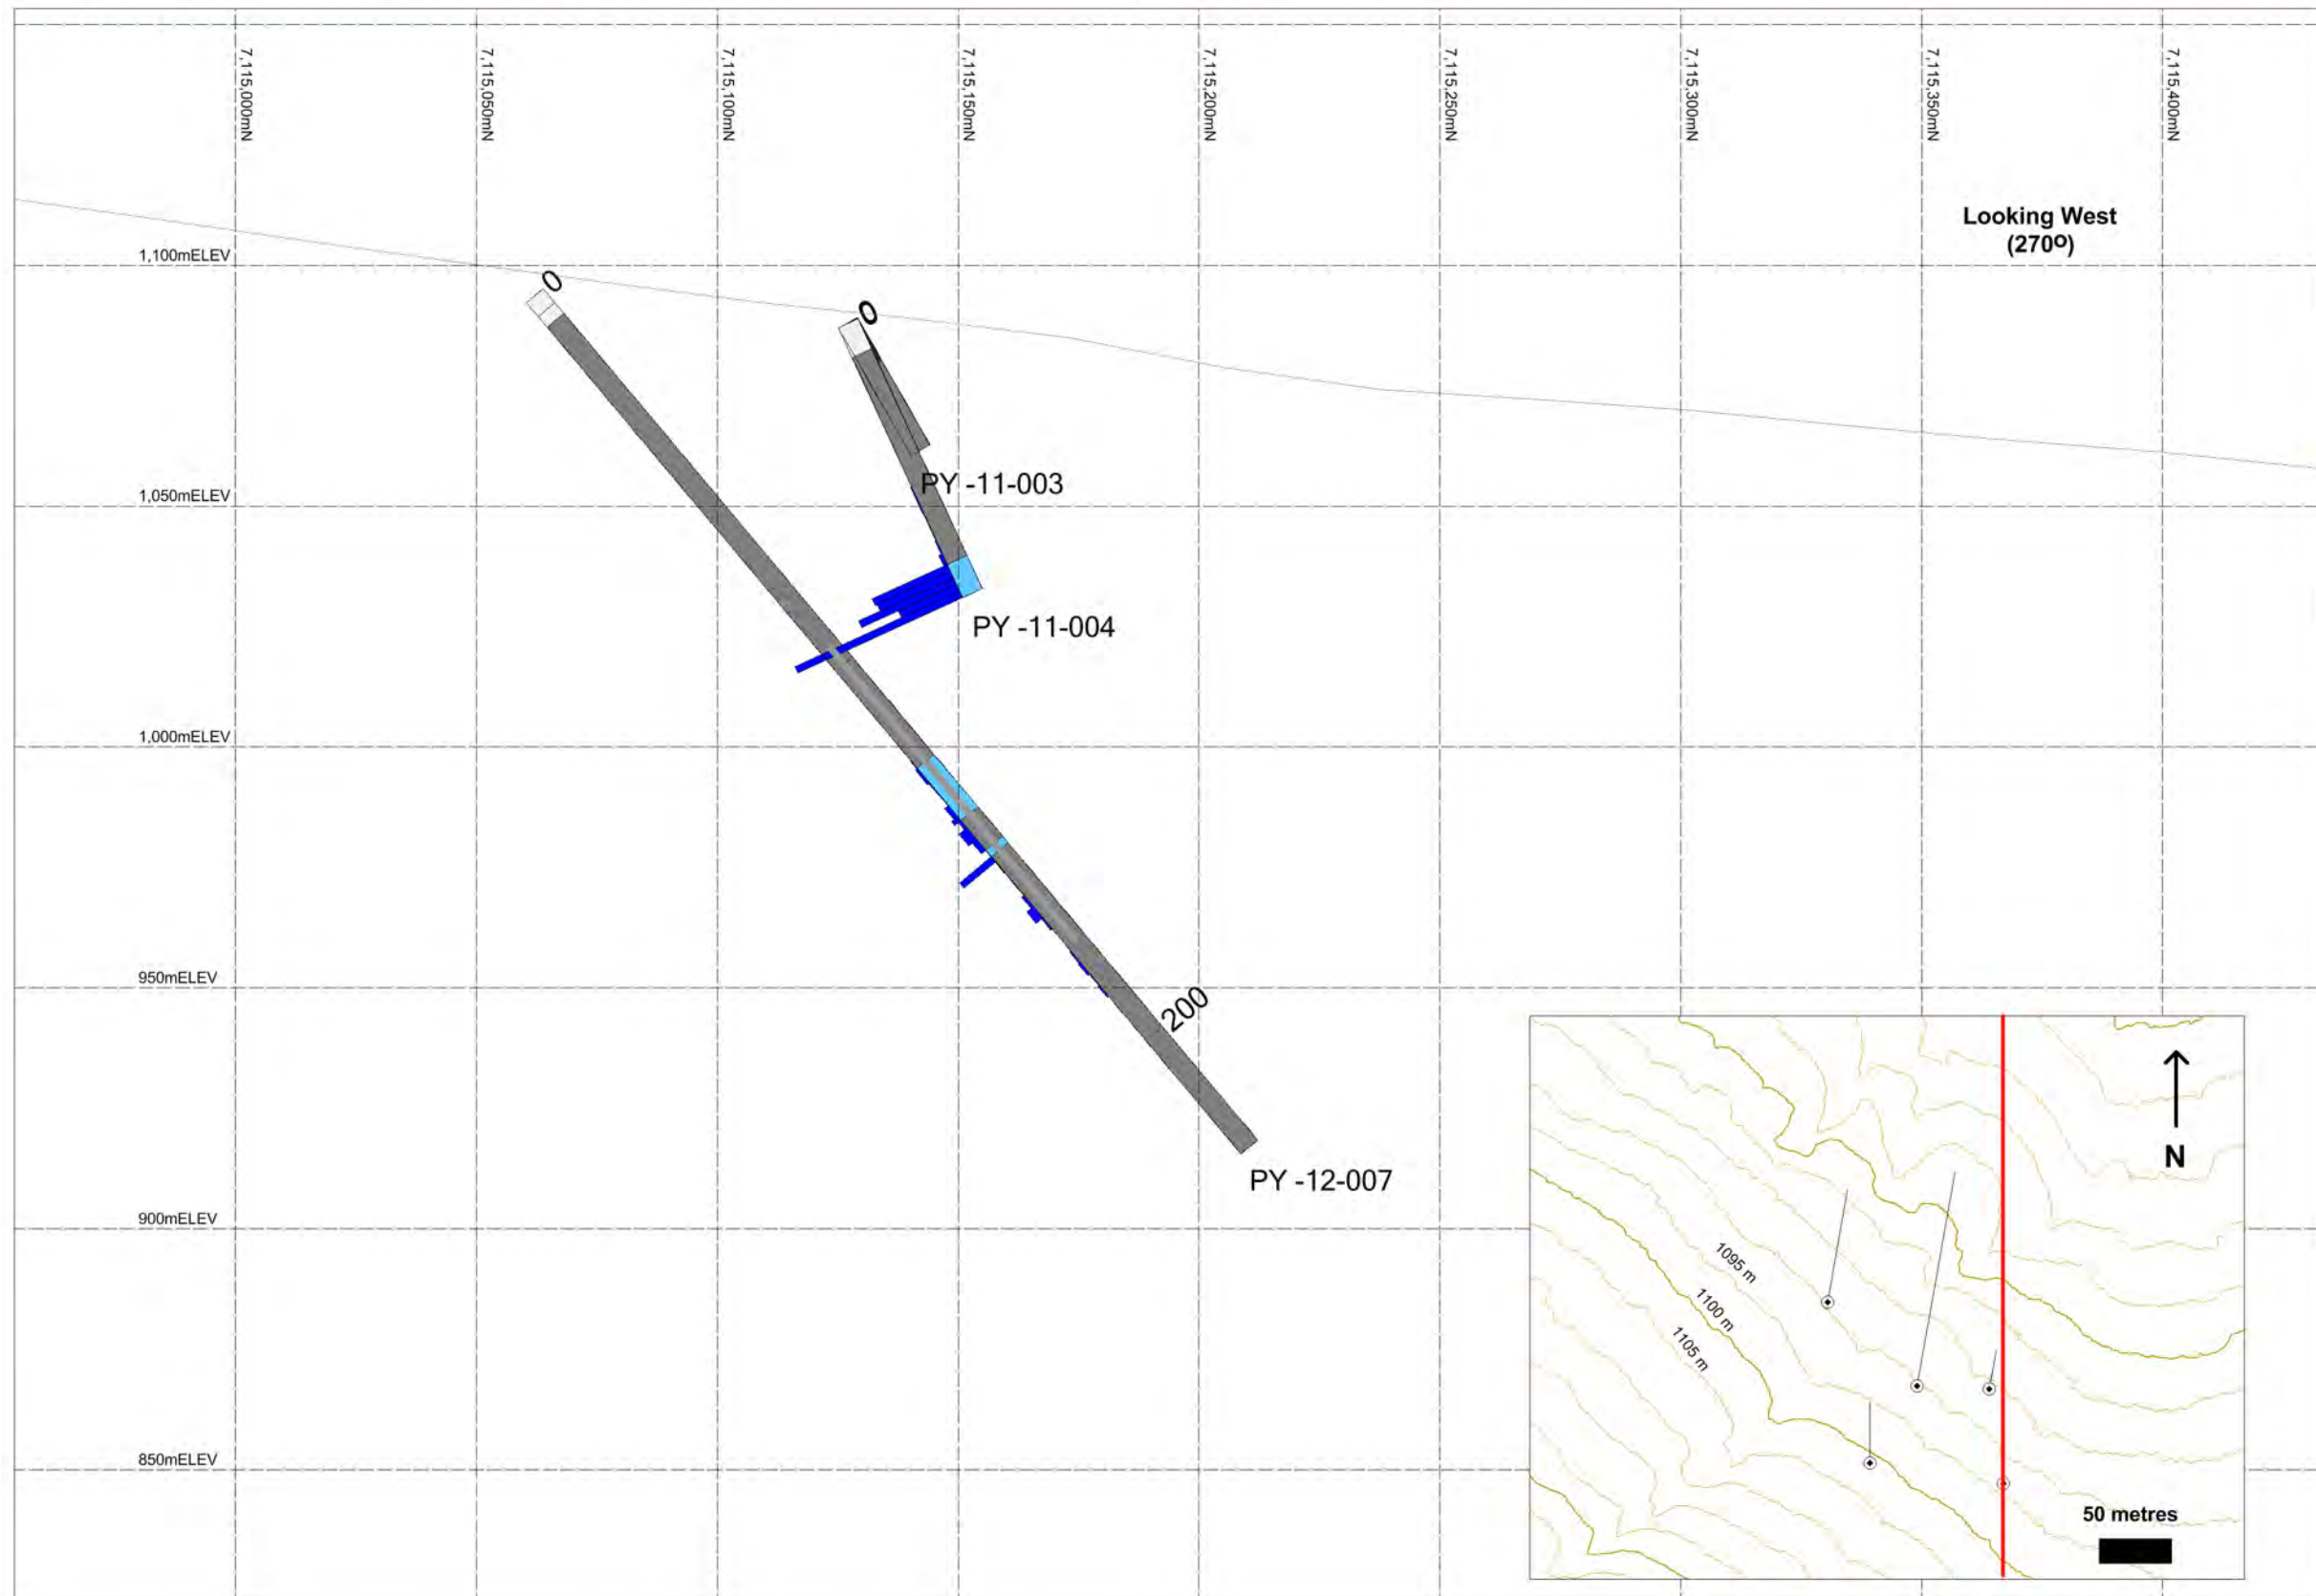 7,115,000mN
7,115,050mN
7,115,100mN
7,115,150mN
7,115,200mN
7,115,250mN
7,115,300mN
7,115,350mN
7,115,400mN
Looking West
(270º)
1,100mELEV
0
0
PY -11-003
1,050mELEV
PY -11-004
1,000mELEV
950mELEV
200
PY -12-007
900mELEV
850mELEV
N
1095 m
1100 m
1105 m
50 metres